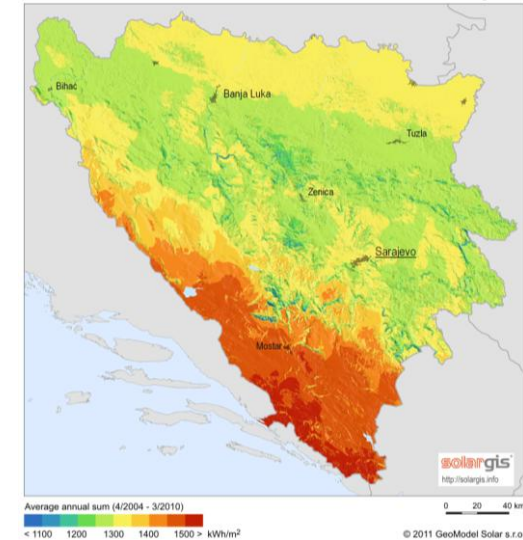 Bihać
Banja Luka
Tuzla
Zenica
Sarajevo
Mostar
solargis
http://solargis.info
Average annual sum (4/2004 - 3/2010)
0 20 40 km
< 1100 1200 1300 1400 1500 > kWh/m²
© 2011 GeoModel Solar s.r.o